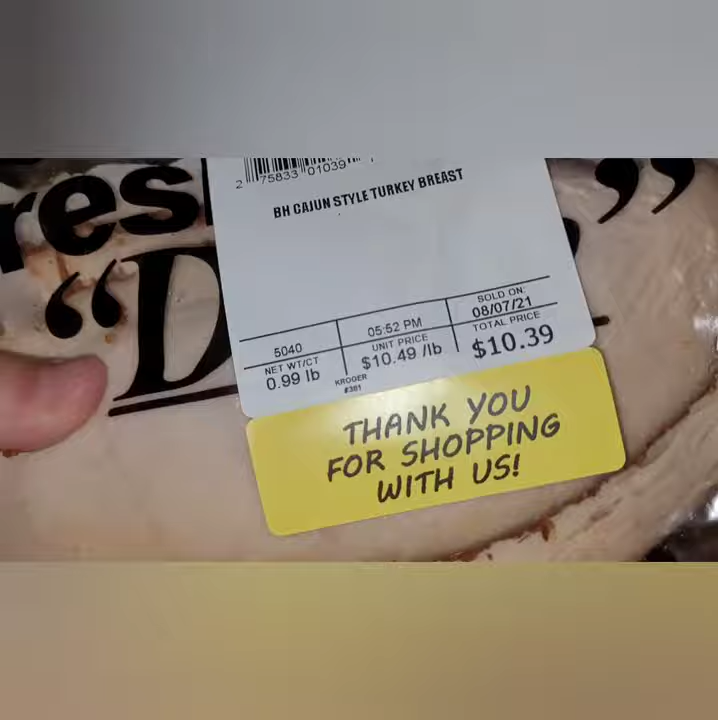 2 75833 01039
BH CAJUN STYLE TURKEY BREAST
SOLD ON:
5040 05:52 PM 08/07/21
NET WT/CT UNIT PRICE TOTAL PRICE
0.99 lb $10.49 /lb $10.39
KROGER
#381
THANK YOU
FOR SHOPPING
WITH US!